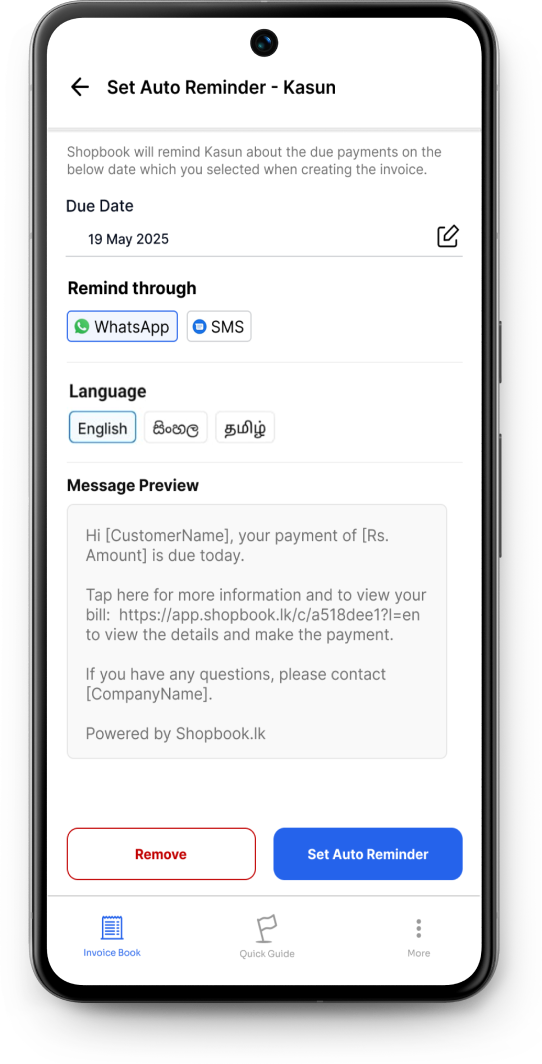 Set Auto Reminder - Kasun
Shopbook will remind Kasun about the due payments on the
below date which you selected when creating the invoice.
Due Date
19 May 2025
Remind through
WhatsApp
SMS
Language
English
සිංහල
தமிழ்
Message Preview
Hi [CustomerName], your payment of [Rs.
Amount] is due today.
Tap here for more information and to view your
bill:  https://app.shopbook.lk/c/a518dee1?l=en
to view the details and make the payment.
If you have any questions, please contact
[CompanyName].
Powered by Shopbook.lk
Remove
Set Auto Reminder
Invoice Book
Quick Guide
More